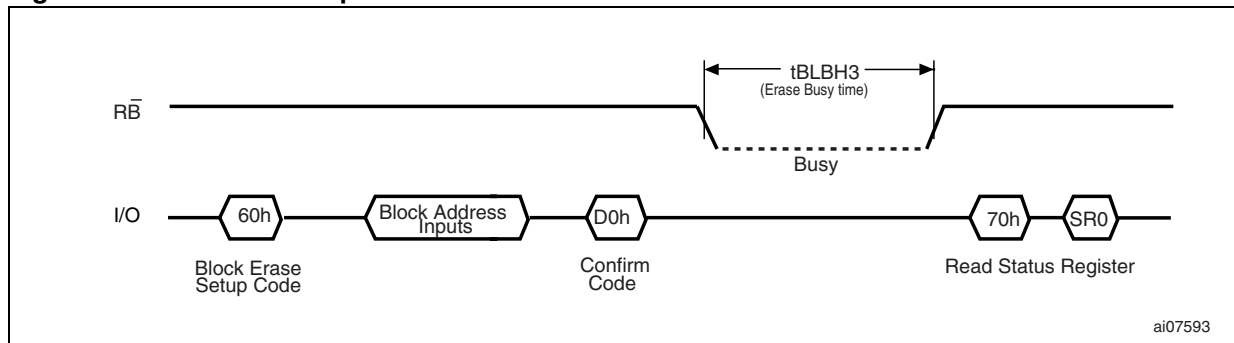 tBLBH3
(Erase Busy time)
RB̅
Busy
I/O
60h
Block Address
Inputs
D0h
70h
SR0
Block Erase
Setup Code
Confirm
Code
Read Status Register
ai07593